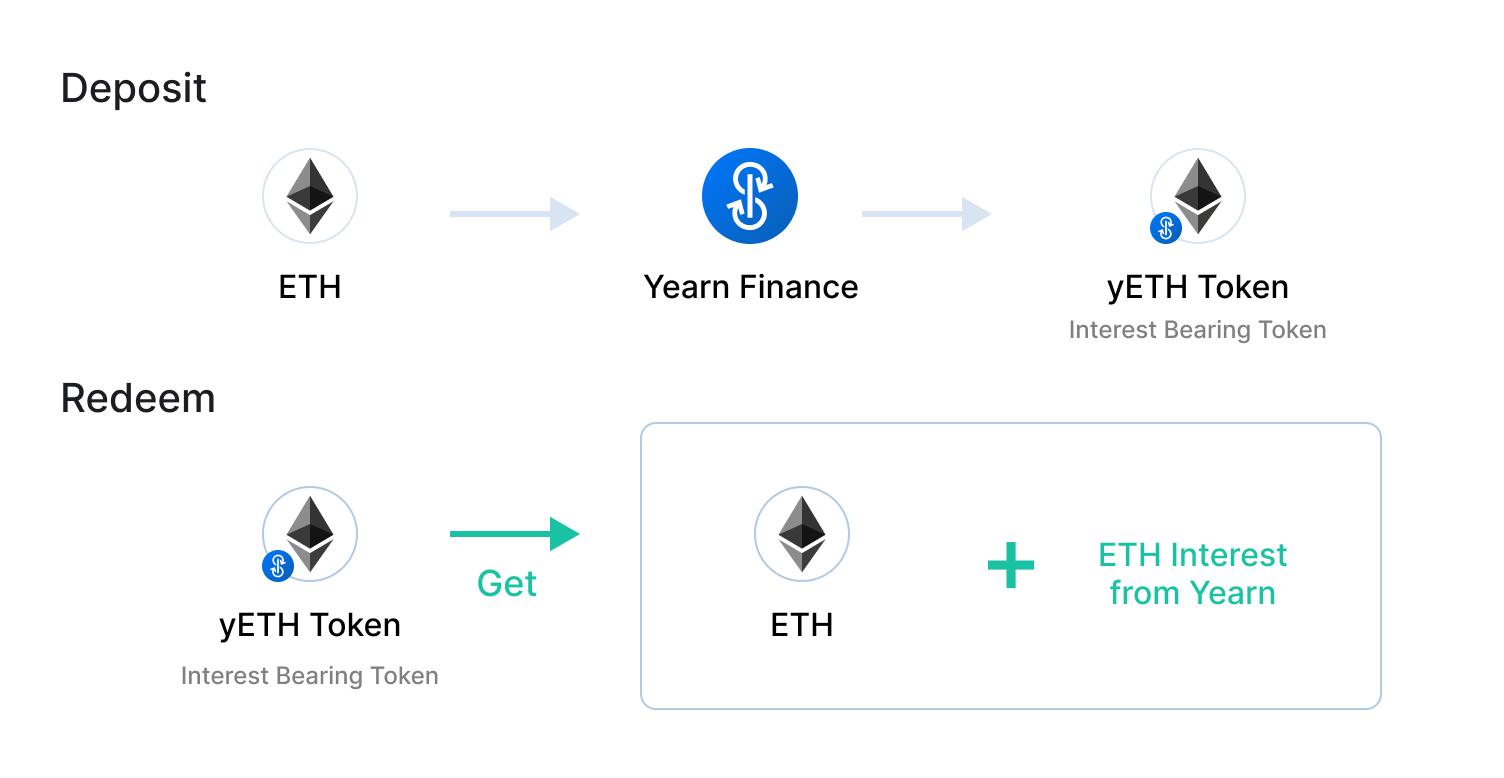 Deposit
ETH
Yearn Finance
yETH Token
Interest Bearing Token
Redeem
yETH Token
Interest Bearing Token
Get
ETH
ETH Interest
from Yearn